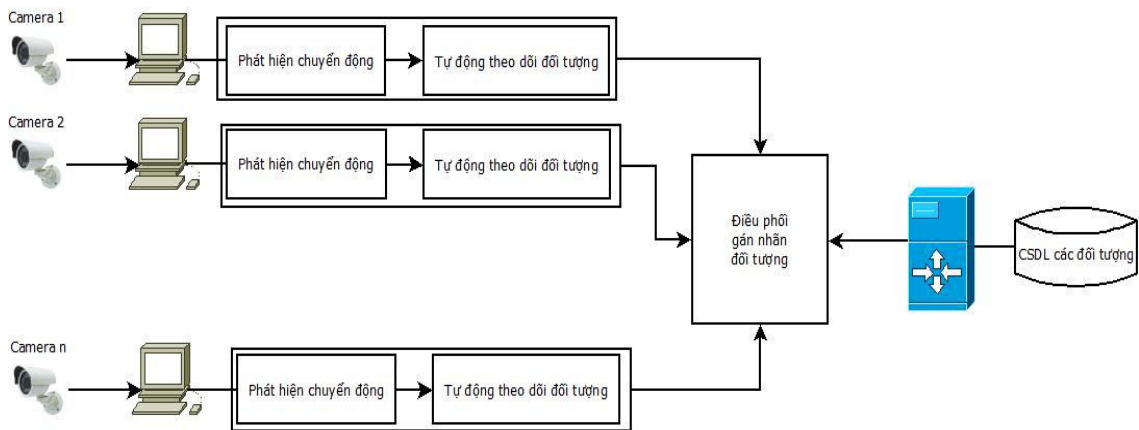 Camera 1
Phát hiện chuyển động
Tự động theo dõi đối tượng
Camera 2
Phát hiện chuyển động
Tự động theo dõi đối tượng
Điều phối
gán nhãn
đối tượng
CSDL các đối tượng
Camera n
Phát hiện chuyển động
Tự động theo dõi đối tượng